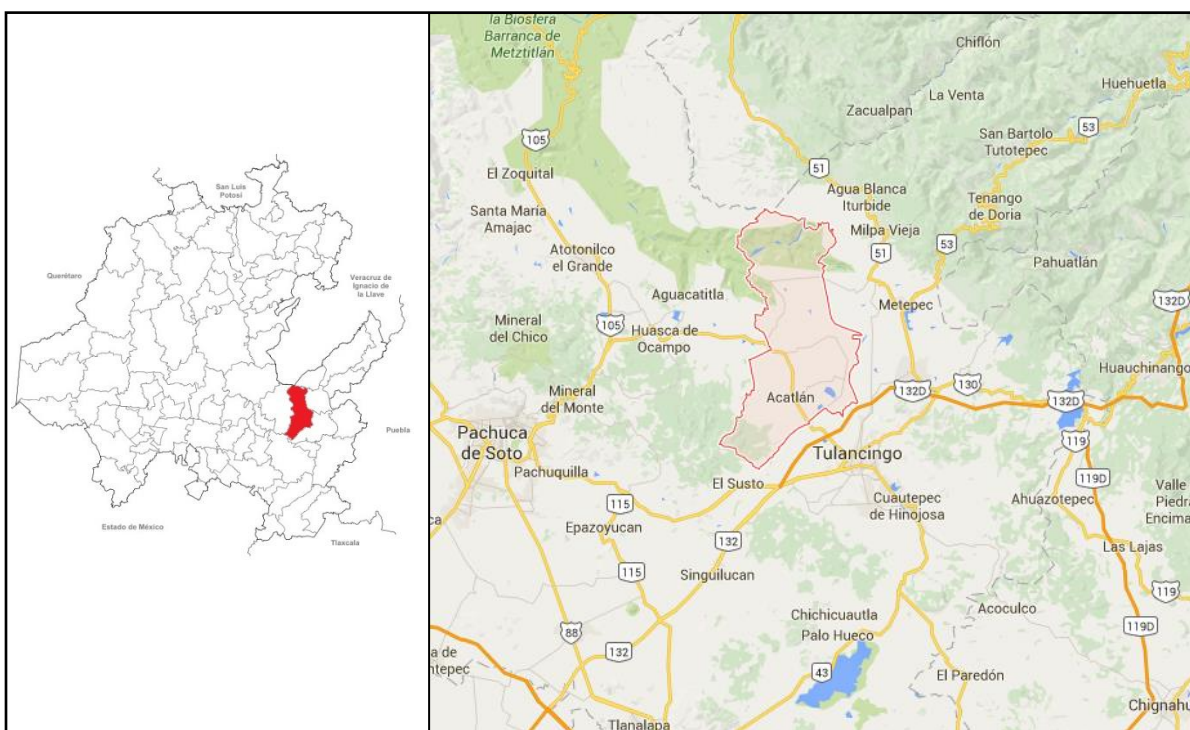 San Luis
Potosí
Querétaro
Veracruz de
Ignacio de
la Llave
Puebla
Estado de México
Tlaxcala
la Biosfera
Barranca de
Metztitlán
Chiflón
Huehuetla
La Venta
Zacualpan
53
San Bartolo
Tutotepec
105
51
El Zoquital
Agua Blanca
Iturbide
Tenango
de Doria
Santa María
Amajac
Milpa Vieja
53
51
Atotonilco
el Grande
Pahuatlán
Aguacatitla
132D
Metepec
Mineral
del Chico
105
Huasca de
Ocampo
Huauchinango
130
132D
Mineral
del Monte
Acatlán
132D
Pachuca
de Soto
119
Tulancingo
Pachuquilla
El Susto
119D
Valle
Piedra
Encima
Ahuazotepec
Cuautepec
de Hinojosa
115
Epazoyucan
132
Las Lajas
115
Singuilucan
119
Acoculco
Chichicuautla
Palo Hueco
119D
88
132
43
El Paredón
Tlanalapa
Chignahu